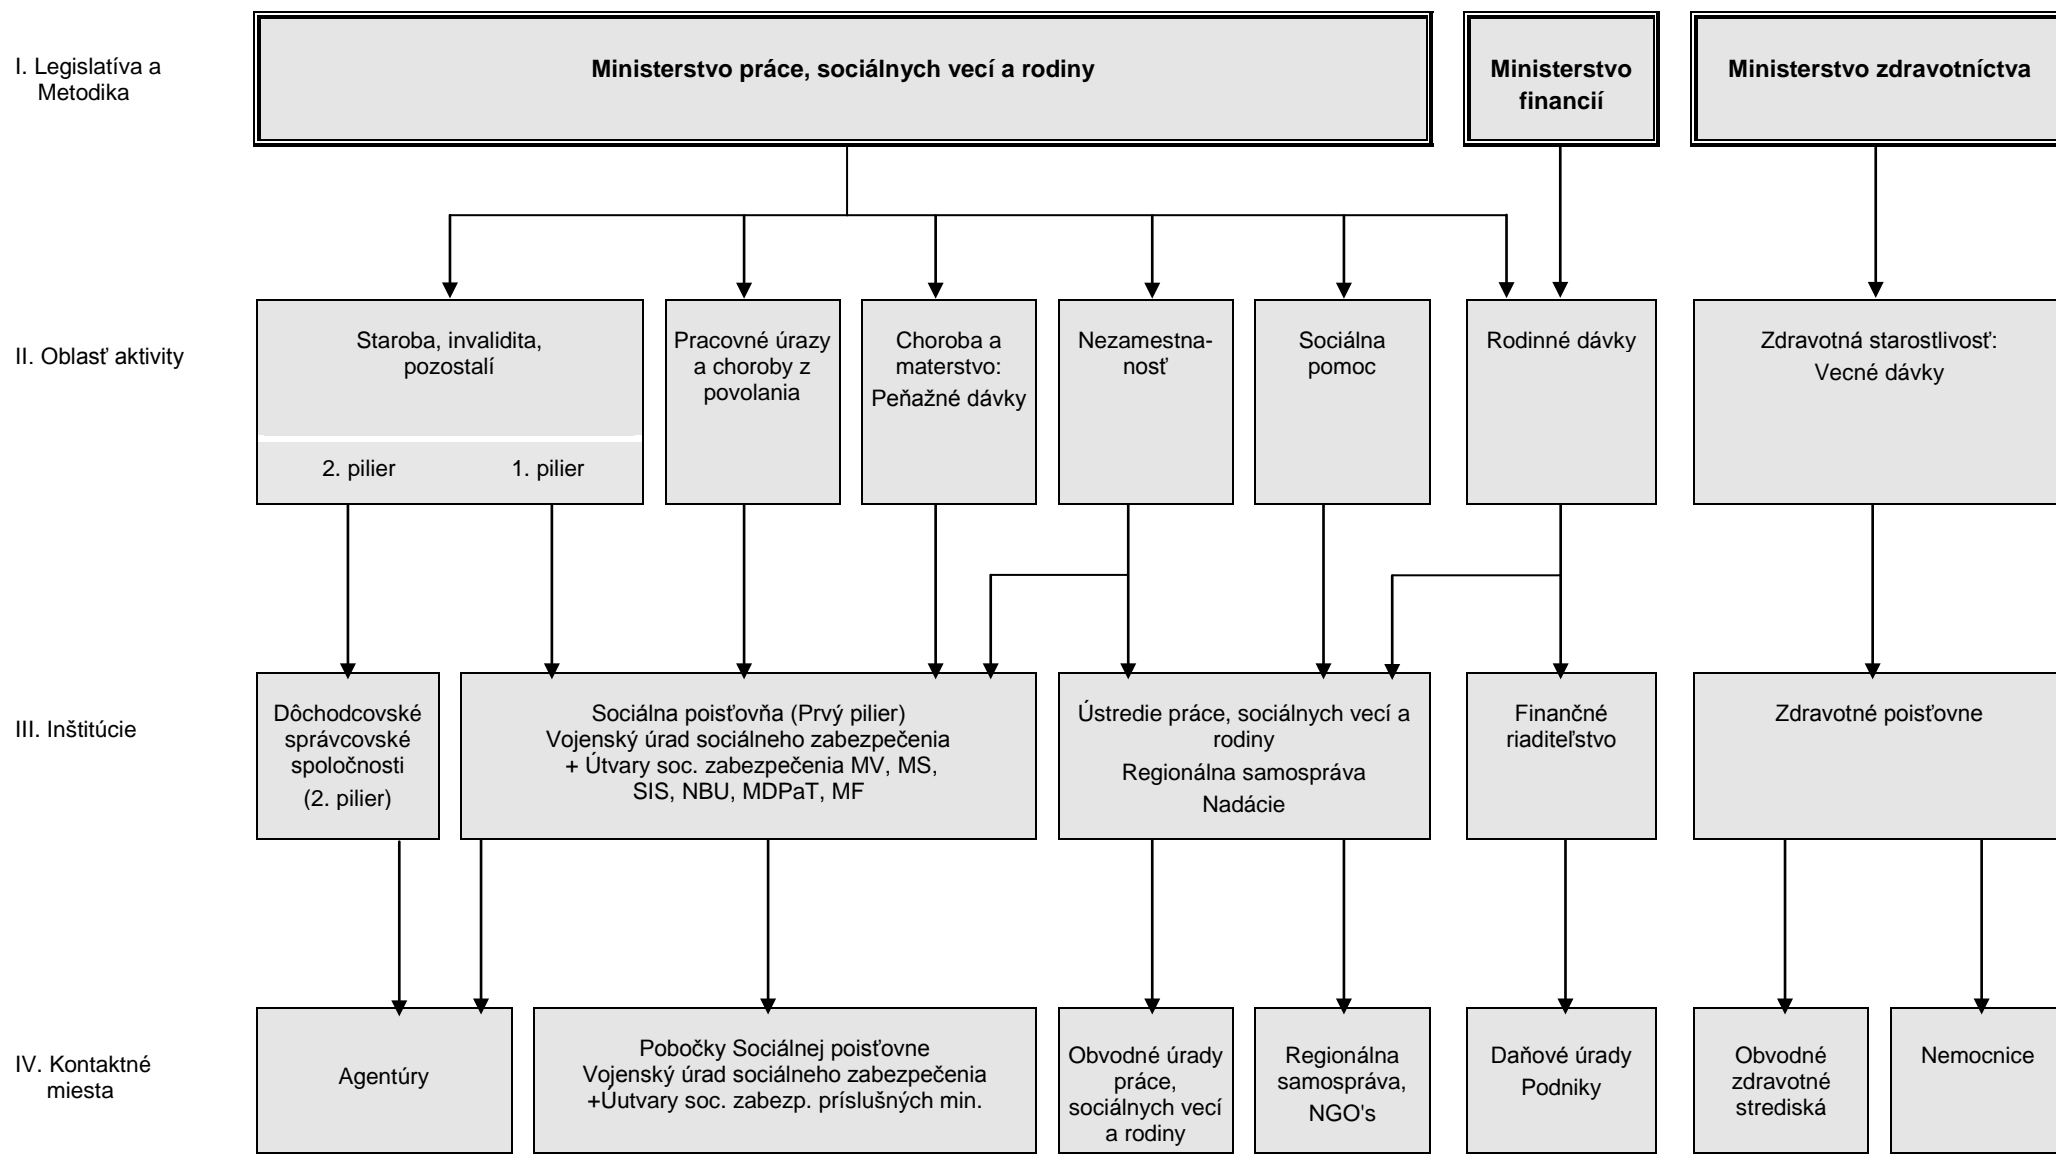 I. Legislatíva a
Metodika
Ministerstvo práce, sociálnych vecí a rodiny
Ministerstvo
financií
Ministerstvo zdravotníctva
II. Oblasť aktivity
Staroba, invalidita,
pozostalí
2. pilier
1. pilier
Pracovné úrazy
a choroby z
povolania
Choroba a
materstvo:
Peňažné dávky
Nezamestna-
nosť
Sociálna
pomoc
Rodinné dávky
Zdravotná starostlivosť:
Vecné dávky
III. Inštitúcie
Dôchodcovské
správcovské
spoločnosti
(2. pilier)
Sociálna poisťovňa (Prvý pilier)
Vojenský úrad sociálneho zabezpečenia
+ Útvary soc. zabezpečenia MV, MS,
SIS, NBU, MDPaT, MF
Ústredie práce, sociálnych vecí a
rodiny
Regionálna samospráva
Nadácie
Finančné
riaditeľstvo
Zdravotné poisťovne
IV. Kontaktné
miesta
Agentúry
Pobočky Sociálnej poisťovne
Vojenský úrad sociálneho zabezpečenia
+Úutvary soc. zabezp. príslušných min.
Obvodné úrady
práce,
sociálnych vecí
a rodiny
Regionálna
samospráva,
NGO's
Daňové úrady
Podniky
Obvodné
zdravotné
strediská
Nemocnice